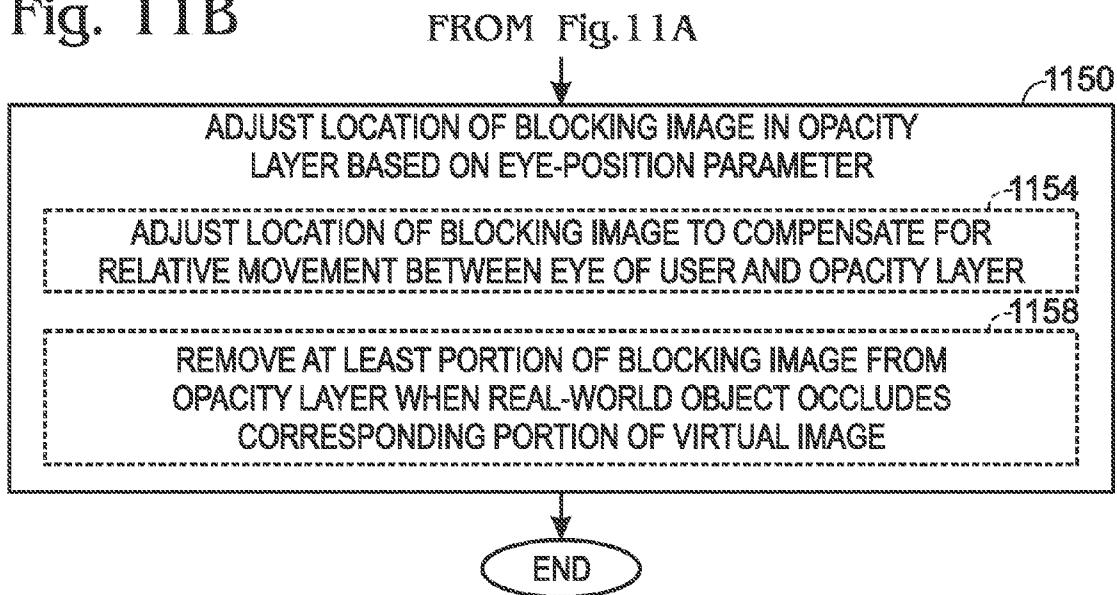 Fig. 11B
FROM Fig. 11A
1150
ADJUST LOCATION OF BLOCKING IMAGE IN OPACITY
LAYER BASED ON EYE-POSITION PARAMETER
1154
ADJUST LOCATION OF BLOCKING IMAGE TO COMPENSATE FOR
RELATIVE MOVEMENT BETWEEN EYE OF USER AND OPACITY LAYER
1158
REMOVE AT LEAST PORTION OF BLOCKING IMAGE FROM
OPACITY LAYER WHEN REAL-WORLD OBJECT OCCLUDES
CORRESPONDING PORTION OF VIRTUAL IMAGE
END